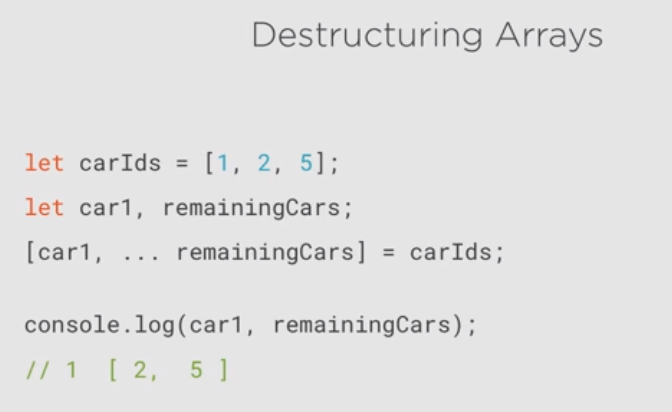 Destructuring Arrays
let carIds = [1, 2, 5];
let car1, remainingCars;
[car1, ... remainingCars] = carIds;
console.log(car1, remainingCars);
// 1  [ 2,  5 ]